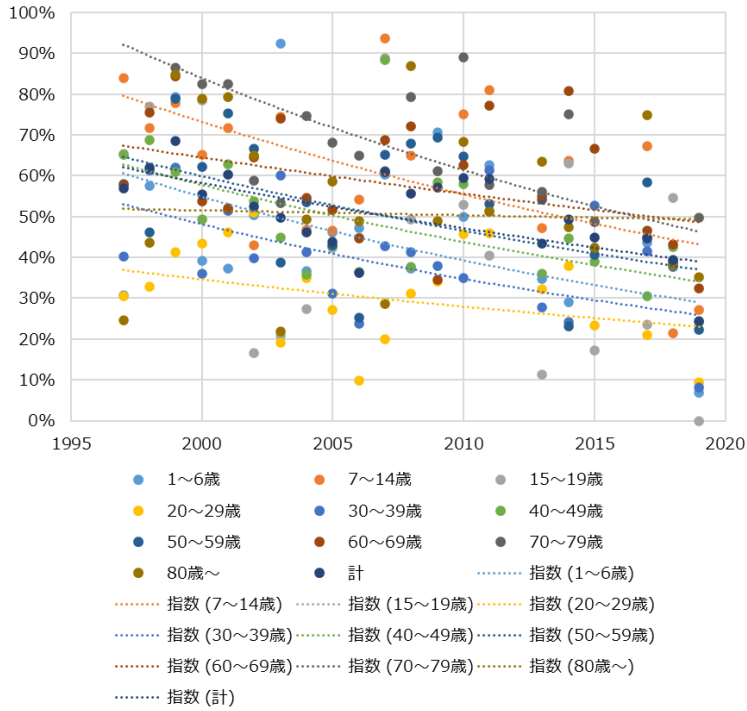 100%
90%
80%
70%
60%
50%
40%
30%
20%
10%
0%
1995 2000 2005 2010 2015 2020
1～6歳 7～14歳 15～19歳
20～29歳 30～39歳 40～49歳
50～59歳 60～69歳 70～79歳
80歳～ 計 指数 (1～6歳)
指数 (7～14歳) 指数 (15～19歳) 指数 (20～29歳)
指数 (30～39歳) 指数 (40～49歳) 指数 (50～59歳)
指数 (60～69歳) 指数 (70～79歳) 指数 (80歳～)
指数 (計)